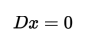 Dx = 0